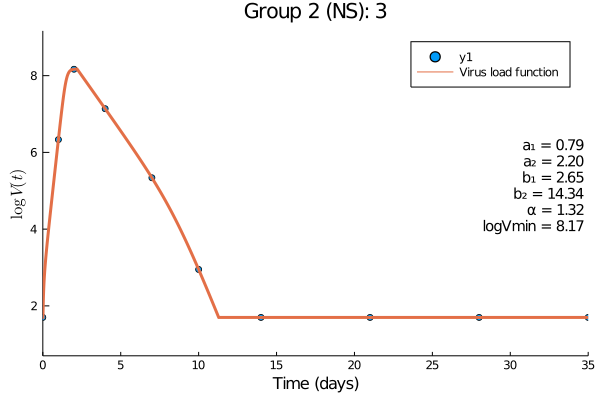 Group 2 (NS): 3
y1
Virus load function
a₁ = 0.79
a₂ = 2.20
b₁ = 2.65
b₂ = 14.34
α = 1.32
logVmin = 8.17
log V(t)
8
6
4
2
0 5 10 15 20 25 30 35
Time (days)